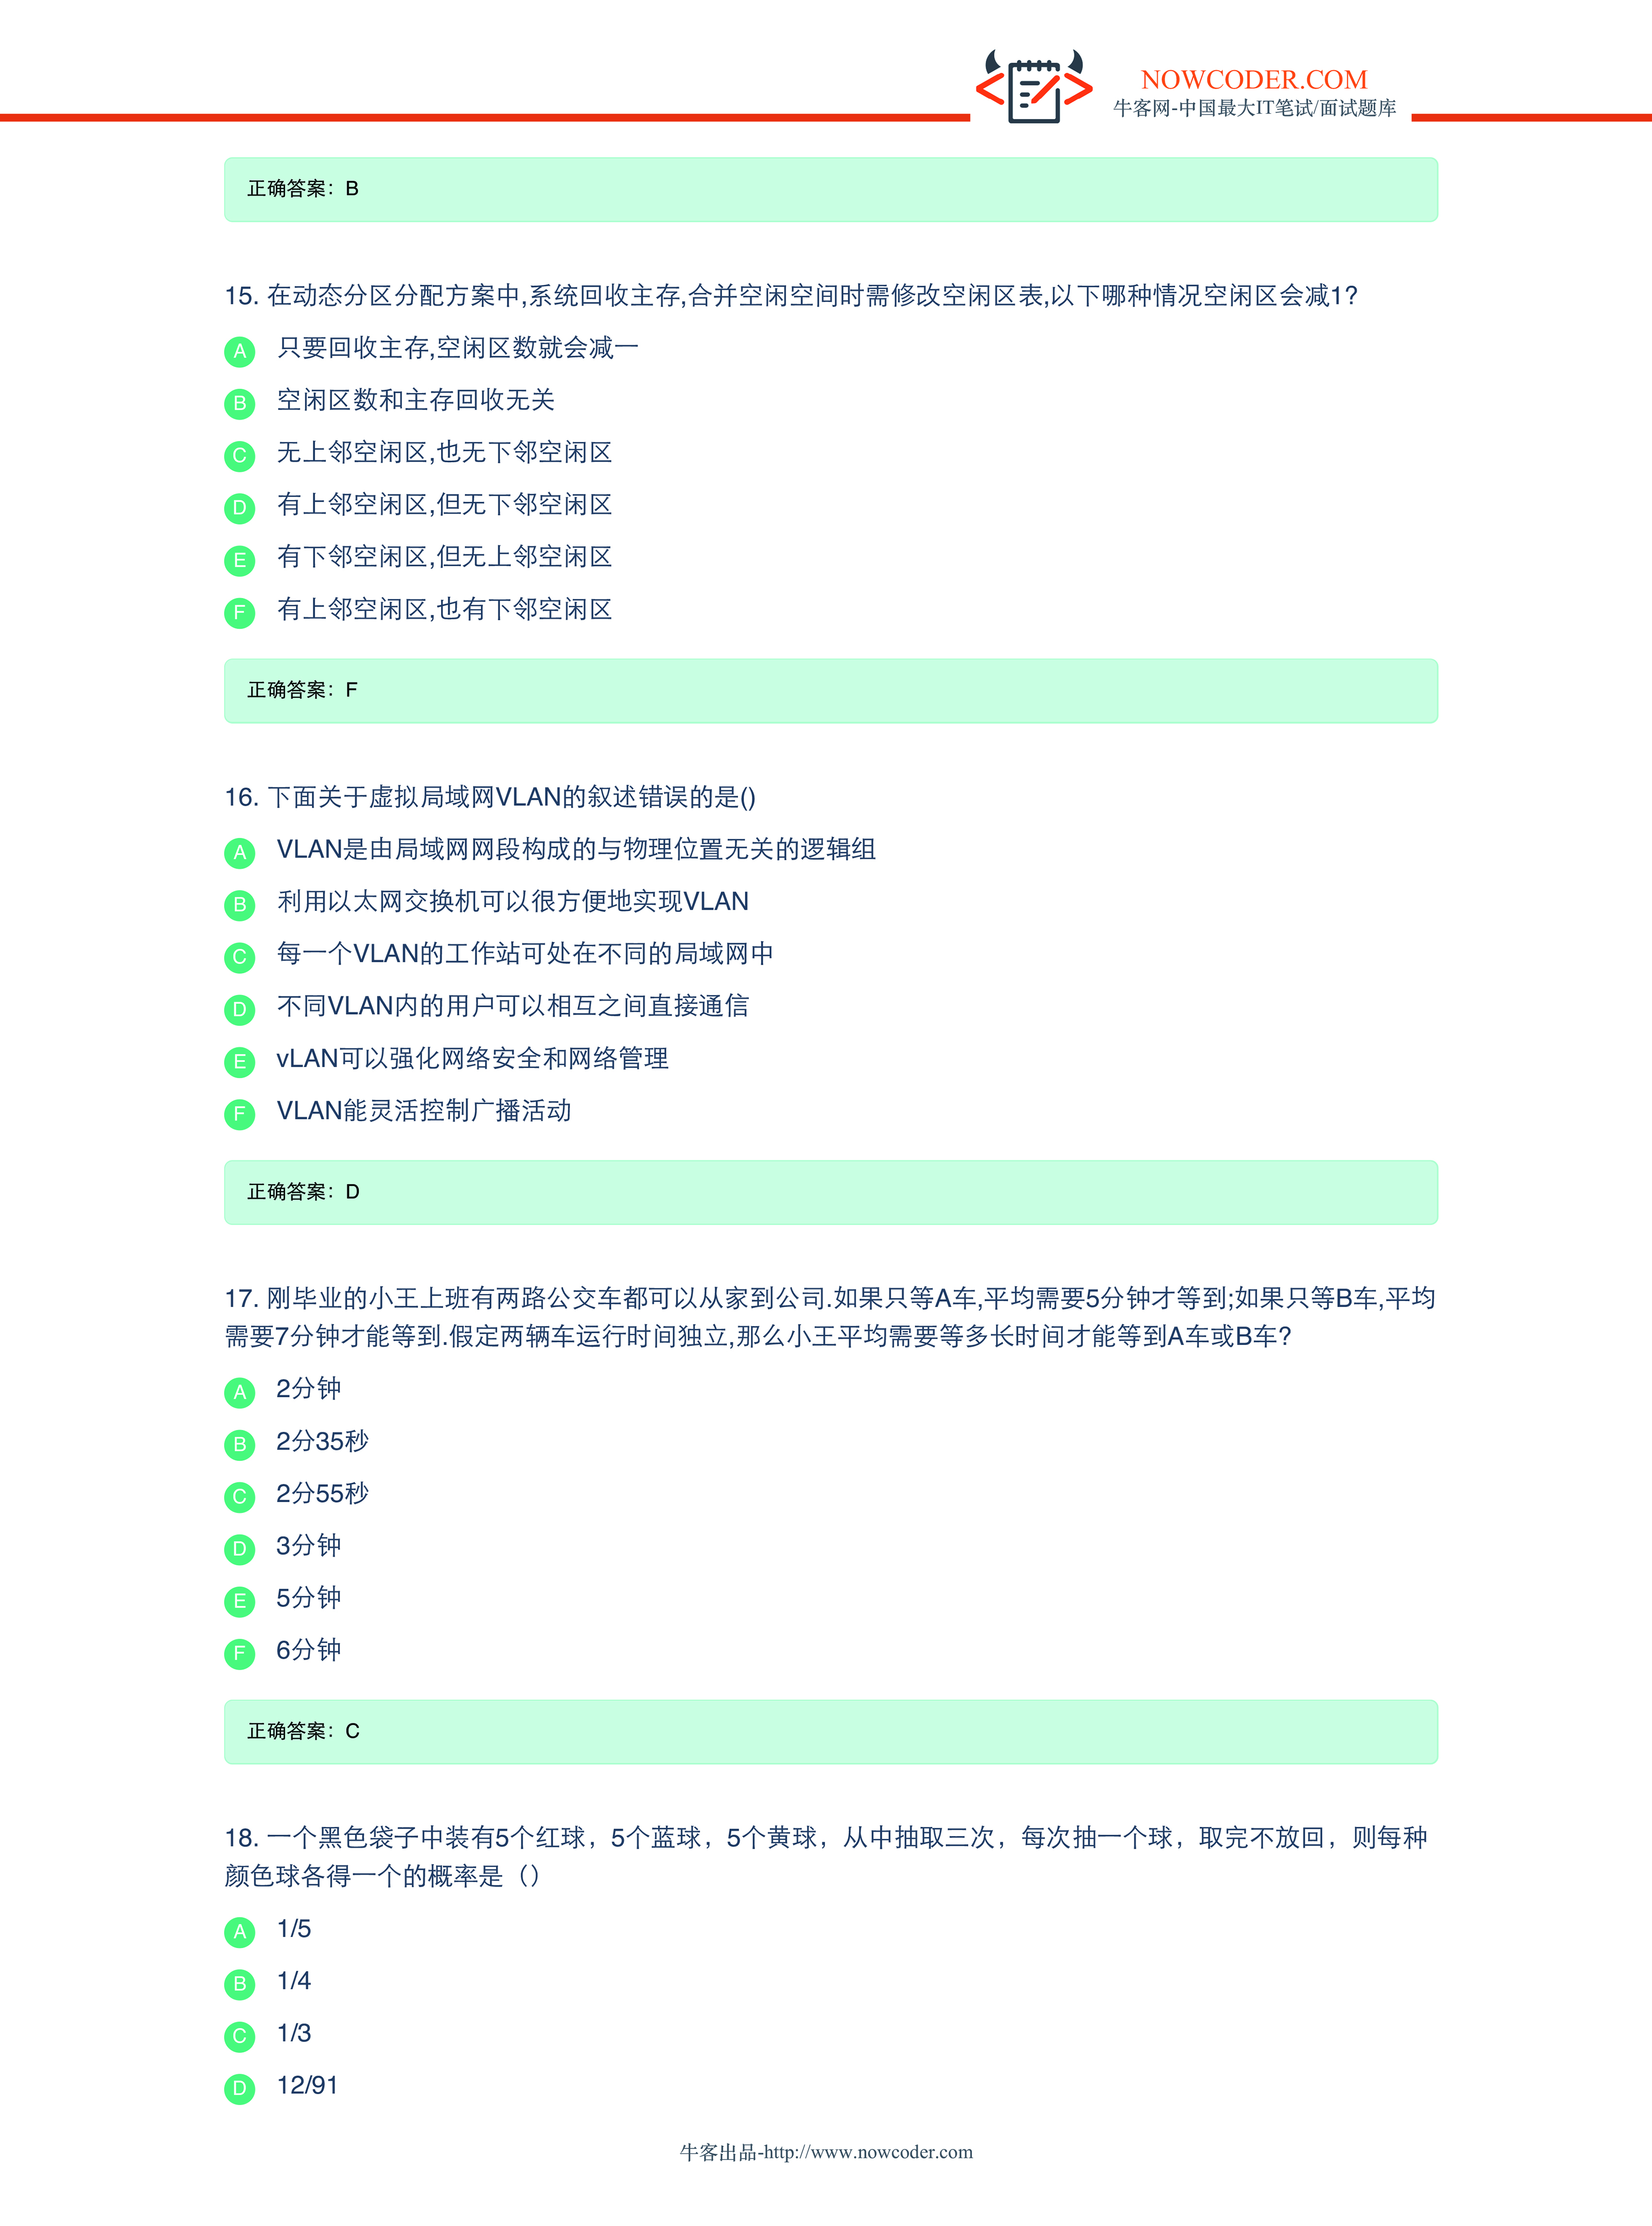 NOWCODER.COM
牛客网-中国最大IT笔试/面试题库
正确答案：B
15. 在动态分区分配方案中,系统回收主存,合并空闲空间时需修改空闲区表,以下哪种情况空闲区会减1?
A 只要回收主存,空闲区数就会减一
B 空闲区数和主存回收无关
C 无上邻空闲区,也无下邻空闲区
D 有上邻空闲区,但无下邻空闲区
E 有下邻空闲区,但无上邻空闲区
F 有上邻空闲区,也有下邻空闲区
正确答案：F
16. 下面关于虚拟局域网VLAN的叙述错误的是()
A VLAN是由局域网网段构成的与物理位置无关的逻辑组
B 利用以太网交换机可以很方便地实现VLAN
C 每一个VLAN的工作站可处在不同的局域网中
D 不同VLAN内的用户可以相互之间直接通信
E vLAN可以强化网络安全和网络管理
F VLAN能灵活控制广播活动
正确答案：D
17. 刚毕业的小王上班有两路公交车都可以从家到公司.如果只等A车,平均需要5分钟才等到;如果只等B车,平均
需要7分钟才能等到.假定两辆车运行时间独立,那么小王平均需要等多长时间才能等到A车或B车?
A 2分钟
B 2分35秒
C 2分55秒
D 3分钟
E 5分钟
F 6分钟
正确答案：C
18. 一个黑色袋子中装有5个红球，5个蓝球，5个黄球，从中抽取三次，每次抽一个球，取完不放回，则每种
颜色球各得一个的概率是（）
A 1/5
B 1/4
C 1/3
D 12/91
牛客出品-http://www.nowcoder.com